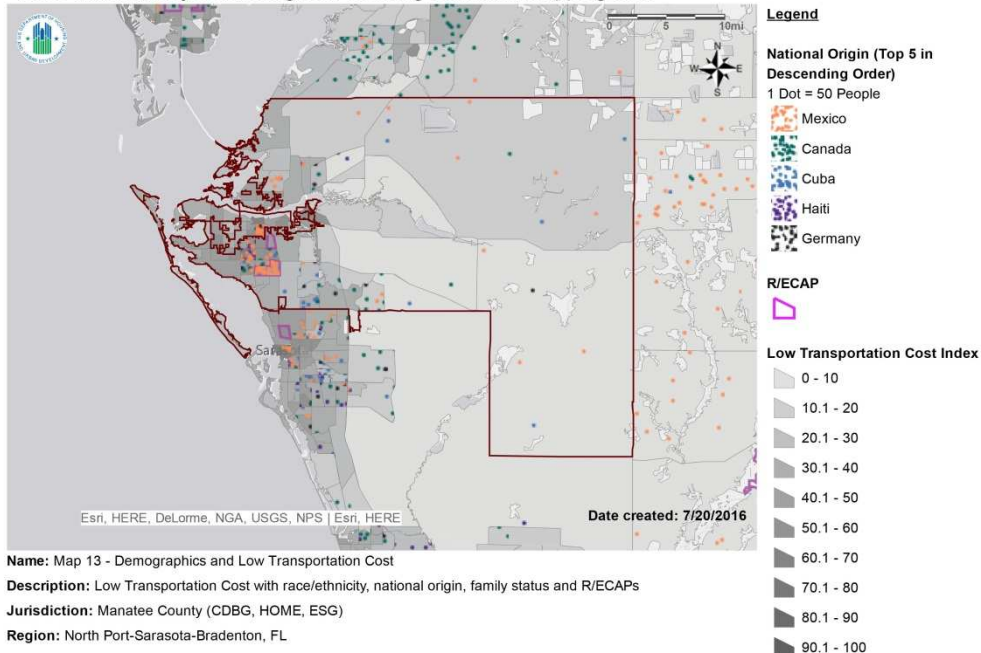 0 5 10mi
N
W E
S
Sar
Esri, HERE, DeLorme, NGA, USGS, NPS | Esri, HERE
Date created: 7/20/2016
Name: Map 13 - Demographics and Low Transportation Cost
Description: Low Transportation Cost with race/ethnicity, national origin, family status and R/ECAPs
Jurisdiction: Manatee County (CDBG, HOME, ESG)
Region: North Port-Sarasota-Bradenton, FL
Legend
National Origin (Top 5 in
Descending Order)
1 Dot = 50 People
Mexico
Canada
Cuba
Haiti
Germany
R/ECAP
Low Transportation Cost Index
0 - 10
10.1 - 20
20.1 - 30
30.1 - 40
40.1 - 50
50.1 - 60
60.1 - 70
70.1 - 80
80.1 - 90
90.1 - 100